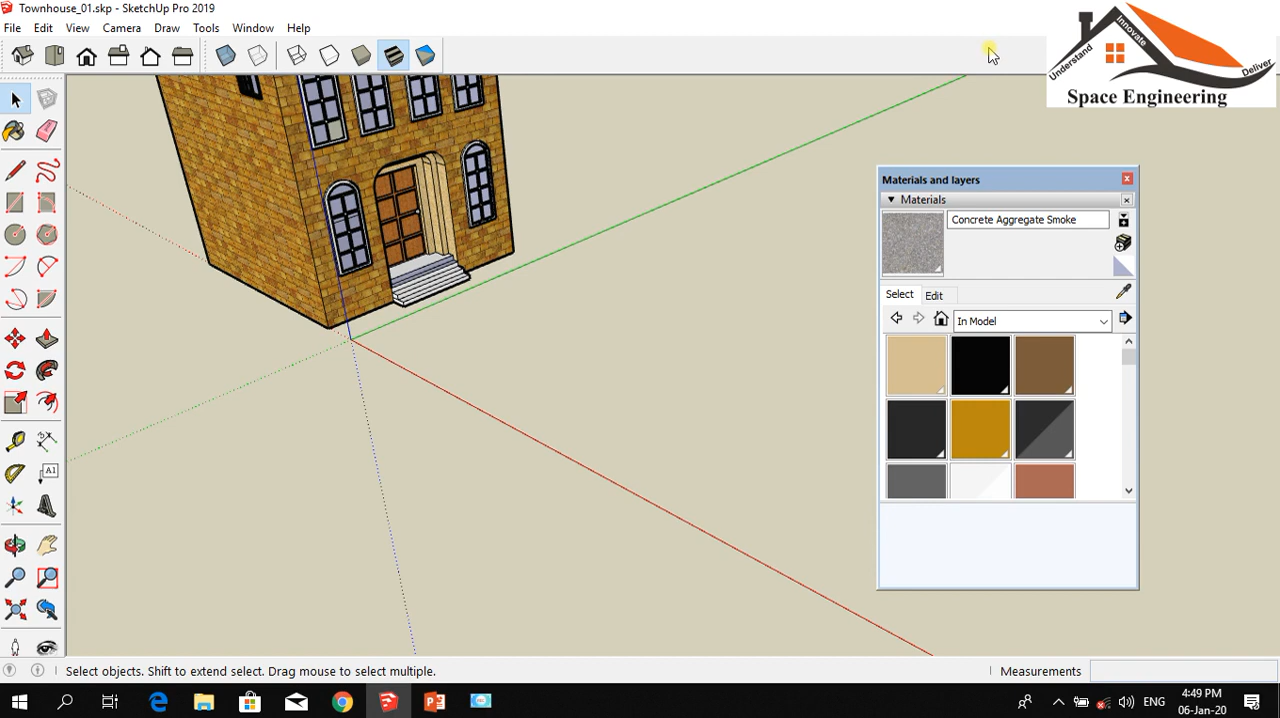 Townhouse_01.skp - SketchUp Pro 2019
File Edit View Camera Draw Tools Window Help
Understand Innovate Deliver
Space Engineering
Materials and layers
Materials
Concrete Aggregate Smoke
Select Edit
In Model
A1
Select objects. Shift to extend select. Drag mouse to select multiple.
Measurements
ENG
4:49 PM
06-Jan-20